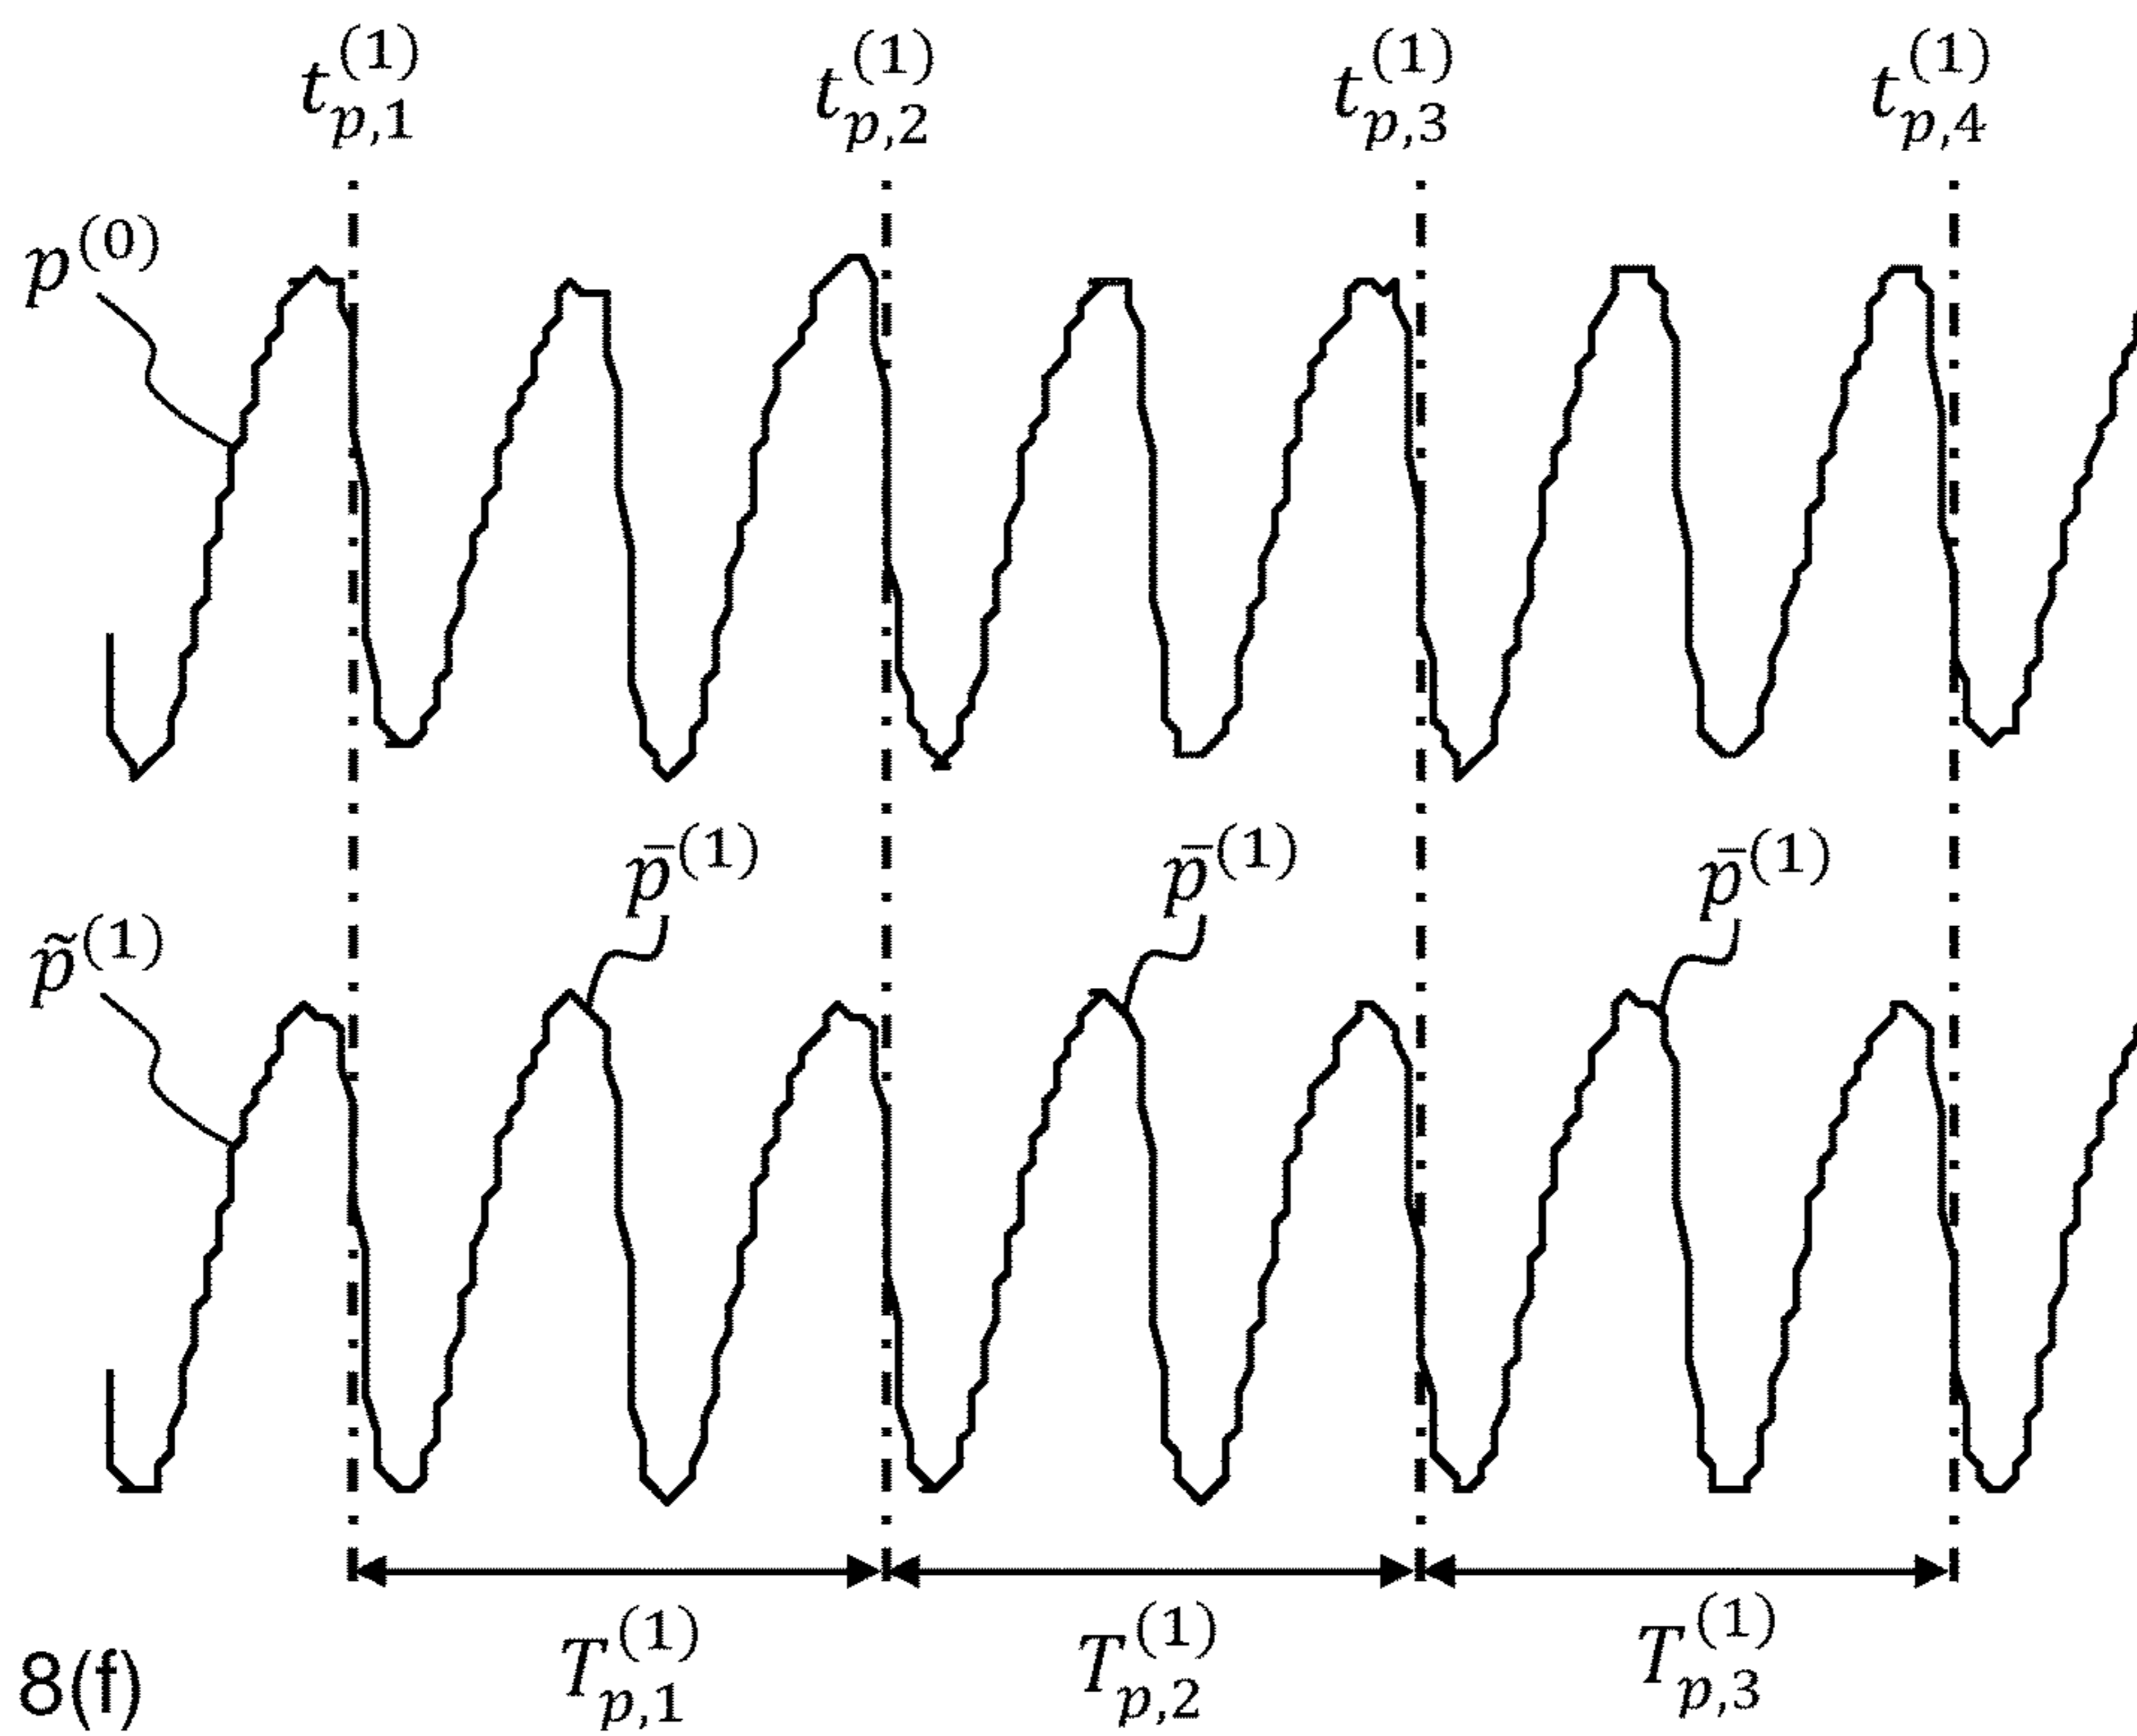 t_{p,1}^{(1)} t_{p,2}^{(1)} t_{p,3}^{(1)} t_{p,4}^{(1)}
p^{(0)}
p̄^{(1)} p̄^{(1)} p̄^{(1)}
p̃^{(1)}
T_{p,1}^{(1)} T_{p,2}^{(1)} T_{p,3}^{(1)}
8(f)